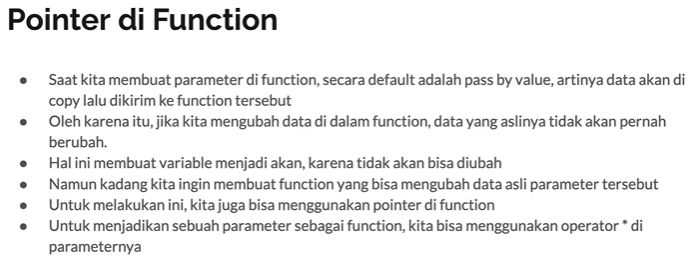 Pointer di Function
● Saat kita membuat parameter di function, secara default adalah pass by value, artinya data akan di
copy lalu dikirim ke function tersebut
● Oleh karena itu, jika kita mengubah data di dalam function, data yang aslinya tidak akan pernah
berubah.
● Hal ini membuat variable menjadi akan, karena tidak akan bisa diubah
● Namun kadang kita ingin membuat function yang bisa mengubah data asli parameter tersebut
● Untuk melakukan ini, kita juga bisa menggunakan pointer di function
● Untuk menjadikan sebuah parameter sebagai function, kita bisa menggunakan operator * di
parameternya